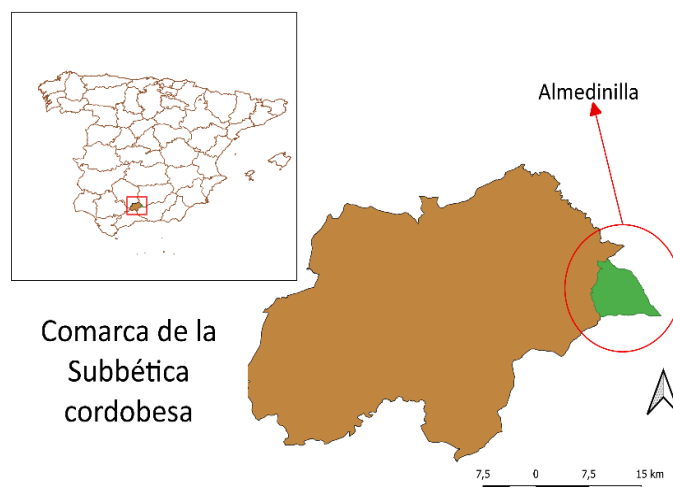 Almedinilla
Comarca de la
Subbética
cordobesa
7,5 0 7,5 15 km